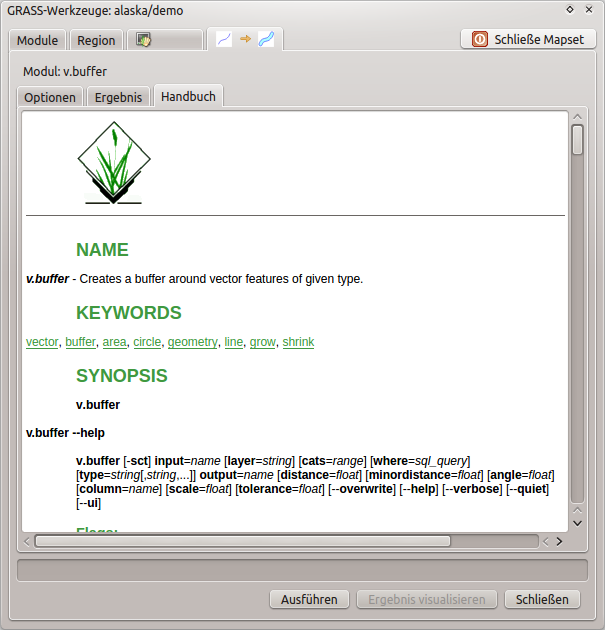 GRASS-Werkzeuge: alaska/demo
Module Region Schließe Mapset
Modul: v.buffer
Optionen Ergebnis Handbuch
NAME
v.buffer - Creates a buffer around vector features of given type.
KEYWORDS
vector, buffer, area, circle, geometry, line, grow, shrink
SYNOPSIS
v.buffer
v.buffer --help
v.buffer [-sct] input=name [layer=string] [cats=range] [where=sql_query]
[type=string[,string,...]] output=name [distance=float] [minordistance=float] [angle=float]
[column=name] [scale=float] [tolerance=float] [--overwrite] [--help] [--verbose] [--quiet]
[--ui]
Flags:
Ausführen Ergebnis visualisieren Schließen